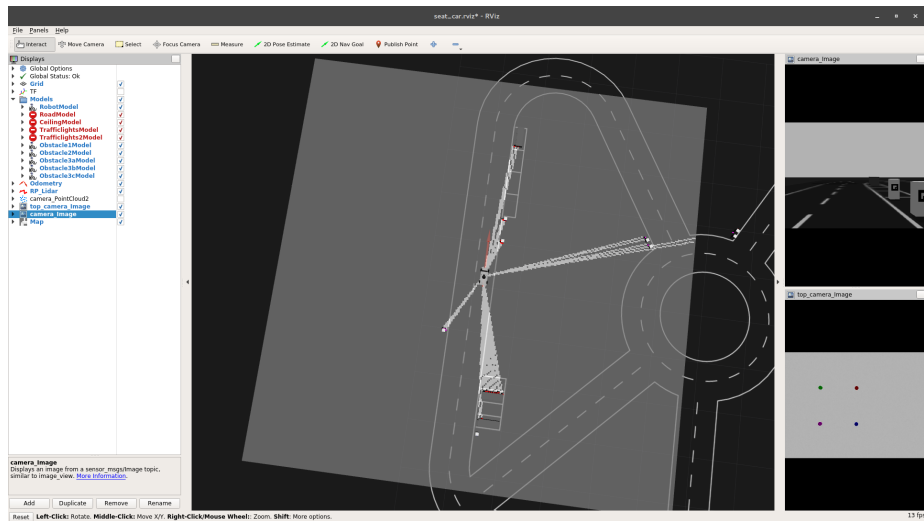 seat_car.rviz* - RViz
File Panels Help
Interact Move Camera Select Focus Camera Measure 2D Pose Estimate 2D Nav Goal Publish Point
Displays
Global Options
Global Status: Ok
Grid
TF
Models
RobotModel
RoadModel
CeilingModel
TrafficlightsModel
Trafficlights2Model
Obstacle1Model
Obstacle2Model
Obstacle3aModel
Obstacle3bModel
Obstacle3cModel
Odometry
RP_Lidar
camera_PointCloud2
top_camera_Image
camera_Image
Map
camera_Image
Displays an image from a sensor_msgs/Image topic,
similar to image_view. More Information.
Add Duplicate Remove Rename
camera_Image
top_camera_Image
Reset Left-Click: Rotate. Middle-Click: Move X/Y. Right-Click/Mouse Wheel:: Zoom. Shift: More options.
13 fp